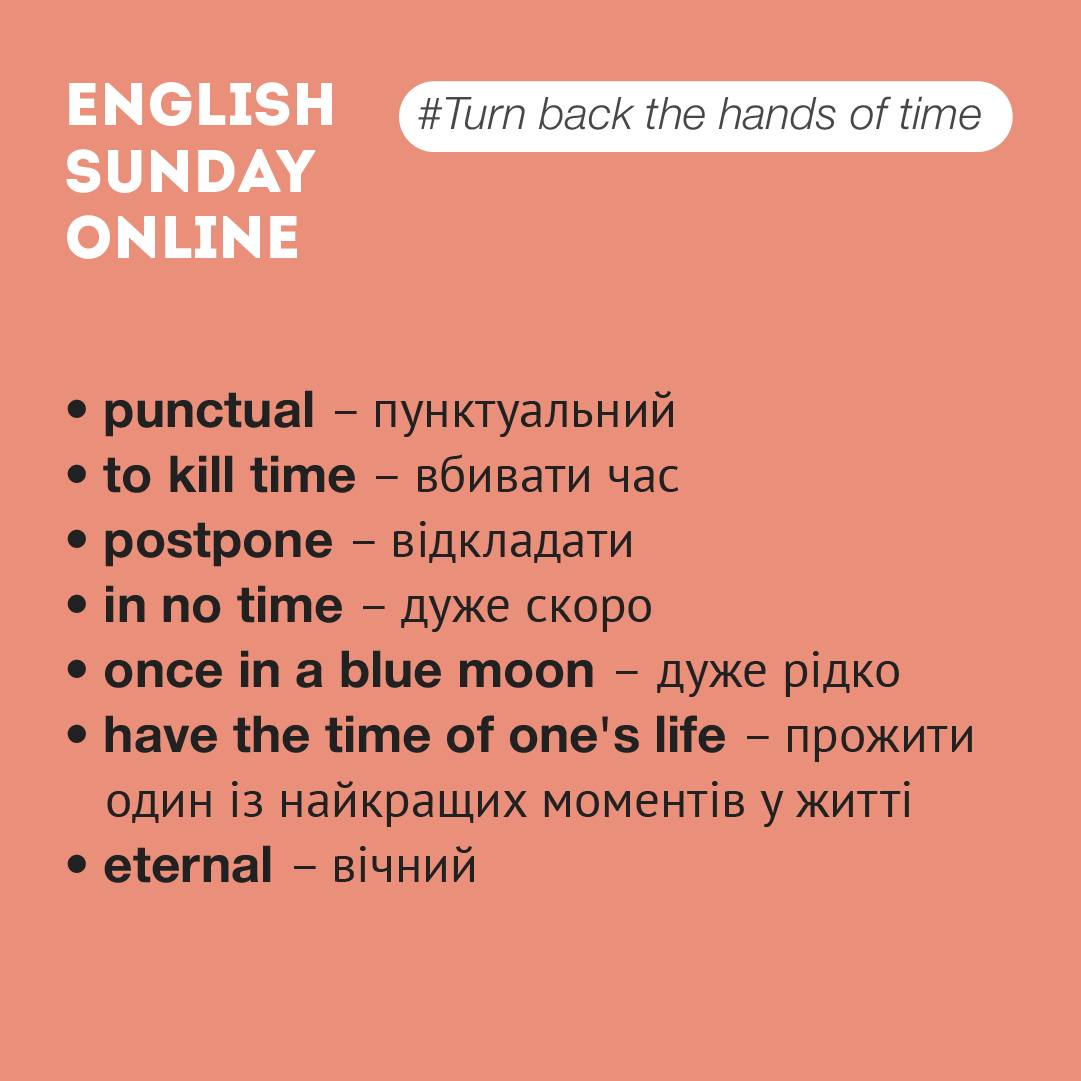 ENGLISH
SUNDAY
ONLINE
#Turn back the hands of time
• punctual – пунктуальний
• to kill time – вбивати час
• postpone – відкладати
• in no time – дуже скоро
• once in a blue moon – дуже рідко
• have the time of one's life – прожити
один із найкращих моментів у житті
• eternal – вічний